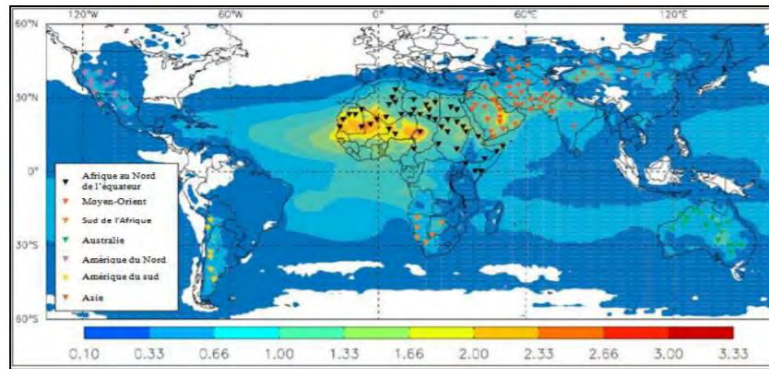 120°W 60°W 0° 60°E 120°E
60°N
30°N
0°
30°S
60°S
Afrique au Nord
de l'équateur
Moyen-Orient
Sud de l'Afrique
Australie
Amérique du Nord
Amérique du sud
Asie
0.10 0.33 0.66 1.00 1.33 1.66 2.00 2.33 2.66 3.00 3.33